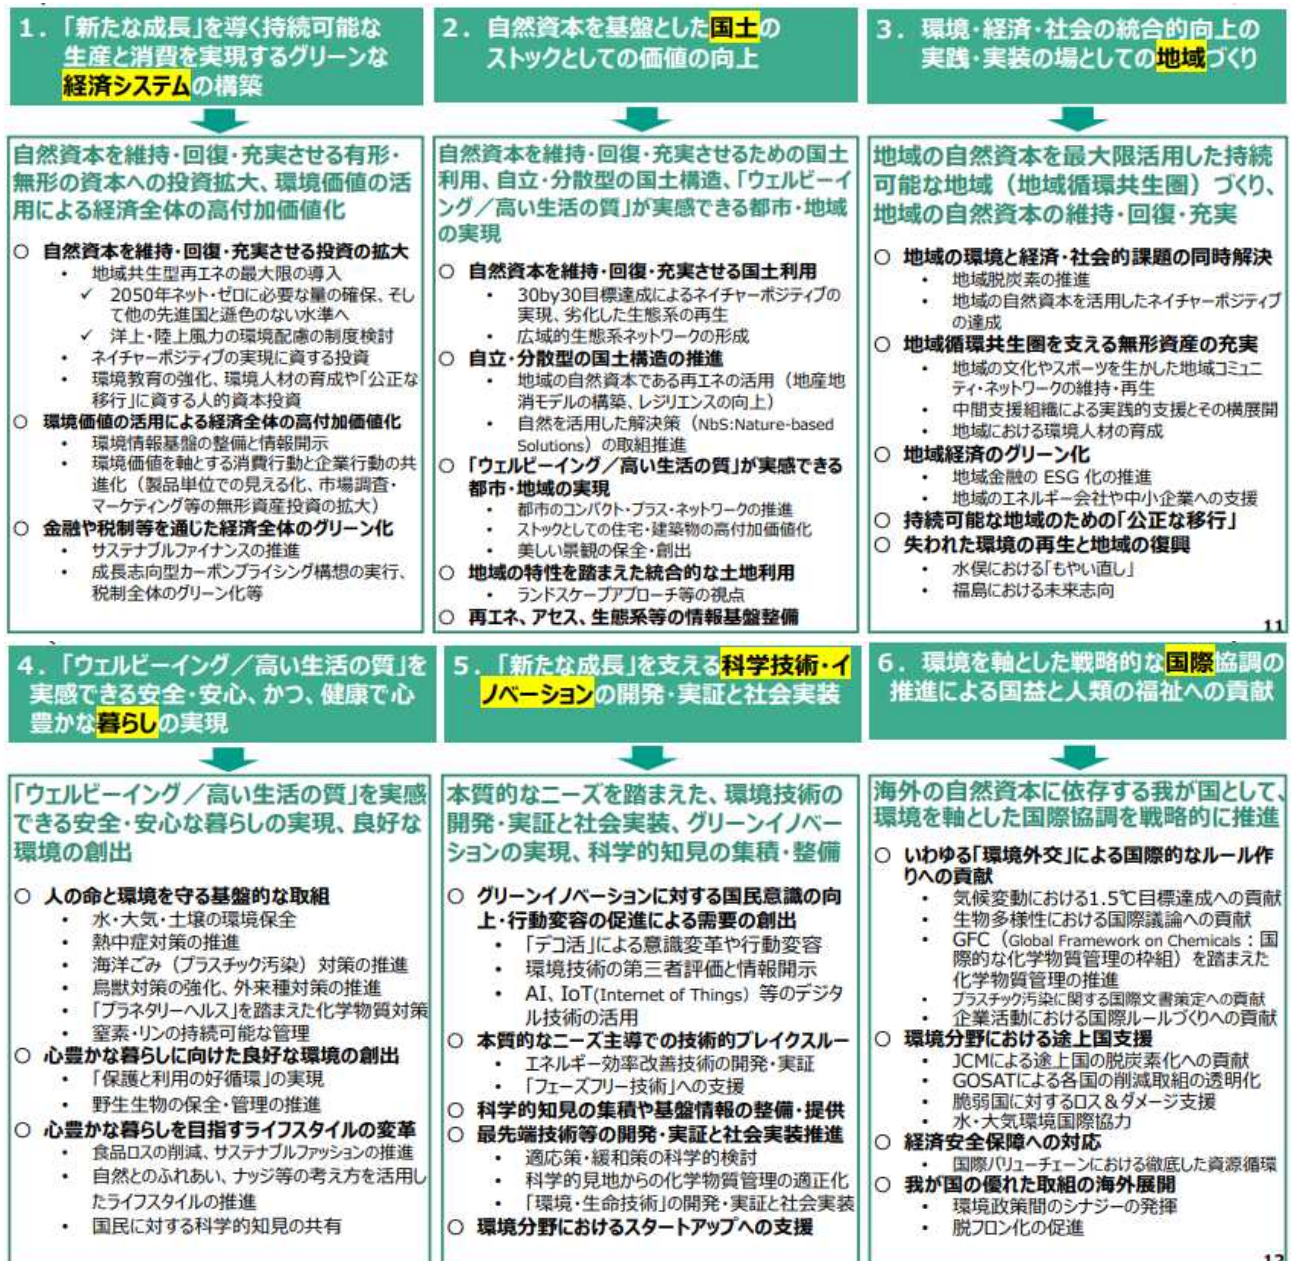 １．「新たな成長」を導く持続可能な
生産と消費を実現するグリーンな
経済システムの構築
自然資本を維持・回復・充実させる有形・
無形の資本への投資拡大、環境価値の活
用による経済全体の高付加価値化
○ 自然資本を維持・回復・充実させる投資の拡大
・ 地域共生型再エネの最大限の導入
✓ 2050年ネット・ゼロに必要な量の確保、そし
て他の先進国と遜色のない水準へ
✓ 洋上・陸上風力の環境配慮の制度検討
・ ネイチャーポジティブの実現に資する投資
・ 環境教育の強化、環境人材の育成や「公正な
移行」に資する人的資本投資
○ 環境価値の活用による経済全体の高付加価値化
・ 環境情報基盤の整備と情報開示
・ 環境価値を軸とする消費行動と企業行動の共
進化（製品単位での見える化、市場調査・
マーケティング等の無形資産投資の拡大）
○ 金融や税制等を通じた経済全体のグリーン化
・ サステナブルファイナンスの推進
・ 成長志向型カーボンプライシング構想の実行、
税制全体のグリーン化等
２．自然資本を基盤とした国土の
ストックとしての価値の向上
自然資本を維持・回復・充実させるための国土
利用、自立・分散型の国土構造、「ウェルビーイ
ング／高い生活の質」が実感できる都市・地域
の実現
○ 自然資本を維持・回復・充実させる国土利用
・ 30by30目標達成によるネイチャーポジティブの
実現、劣化した生態系の再生
・ 広域的生態系ネットワークの形成
○ 自立・分散型の国土構造の推進
・ 地域の自然資本である再エネの活用（地産地
消モデルの構築、レジリエンスの向上）
・ 自然を活用した解決策（NbS:Nature-based
Solutions）の取組推進
○ 「ウェルビーイング／高い生活の質」が実感できる
都市・地域の実現
・ 都市のコンパクト・プラス・ネットワークの推進
・ ストックとしての住宅・建築物の高付加価値化
・ 美しい景観の保全・創出
○ 地域の特性を踏まえた統合的な土地利用
・ ランドスケープアプローチ等の視点
○ 再エネ、アセス、生態系等の情報基盤整備
３．環境・経済・社会の統合的向上の
実践・実装の場としての地域づくり
地域の自然資本を最大限活用した持続
可能な地域（地域循環共生圏）づくり、
地域の自然資本の維持・回復・充実
○ 地域の環境と経済・社会的課題の同時解決
・ 地域脱炭素の推進
・ 地域の自然資本を活用したネイチャーポジティブ
の達成
○ 地域循環共生圏を支える無形資産の充実
・ 地域の文化やスポーツを生かした地域コミュニ
ティ・ネットワークの維持・再生
・ 中間支援組織による実践的支援とその横展開
・ 地域における環境人材の育成
○ 地域経済のグリーン化
・ 地域金融の ESG 化の推進
・ 地域のエネルギー会社や中小企業への支援
○ 持続可能な地域のための「公正な移行」
○ 失われた環境の再生と地域の復興
・ 水俣における「もやい直し」
・ 福島における未来志向
11
４．「ウェルビーイング／高い生活の質」を
実感できる安全・安心、かつ、健康で心
豊かな暮らしの実現
「ウェルビーイング／高い生活の質」を実感
できる安全・安心な暮らしの実現、良好な
環境の創出
○ 人の命と環境を守る基盤的な取組
・ 水・大気・土壌の環境保全
・ 熱中症対策の推進
・ 海洋ごみ（プラスチック汚染）対策の推進
・ 鳥獣対策の強化、外来種対策の推進
・ 「プラネタリーヘルス」を踏まえた化学物質対策
・ 窒素・リンの持続可能な管理
○ 心豊かな暮らしに向けた良好な環境の創出
・ 「保護と利用の好循環」の実現
・ 野生生物の保全・管理の推進
○ 心豊かな暮らしを目指すライフスタイルの変革
・ 食品ロスの削減、サステナブルファッションの推進
・ 自然とのふれあい、ナッジ等の考え方を活用し
たライフスタイルの推進
・ 国民に対する科学的知見の共有
５．「新たな成長」を支える科学技術・イ
ノベーションの開発・実証と社会実装
本質的なニーズを踏まえた、環境技術の
開発・実証と社会実装、グリーンイノベー
ションの実現、科学的知見の集積・整備
○ グリーンイノベーションに対する国民意識の向
上・行動変容の促進による需要の創出
・ 「デコ活」による意識変革や行動変容
・ 環境技術の第三者評価と情報開示
・ AI、IoT(Internet of Things）等のデジタ
ル技術の活用
○ 本質的なニーズ主導での技術的ブレイクスルー
・ エネルギー効率改善技術の開発・実証
・ 「フェーズフリー技術」への支援
○ 科学的知見の集積や基盤情報の整備・提供
○ 最先端技術等の開発・実証と社会実装推進
・ 適応策・緩和策の科学的検討
・ 科学的見地からの化学物質管理の適正化
・ 「環境・生命技術」の開発・実証と社会実装
○ 環境分野におけるスタートアップへの支援
６．環境を軸とした戦略的な国際協調の
推進による国益と人類の福祉への貢献
海外の自然資本に依存する我が国として、
環境を軸とした国際協調を戦略的に推進
○ いわゆる「環境外交」による国際的なルール作
りへの貢献
・ 気候変動における1.5℃目標達成への貢献
・ 生物多様性における国際議論への貢献
・ GFC（Global Framework on Chemicals：国
際的な化学物質管理の枠組）を踏まえた
化学物質管理の推進
・ プラスチック汚染に関する国際文書策定への貢献
・ 企業活動における国際ルールづくりへの貢献
○ 環境分野における途上国支援
・ JCMによる途上国の脱炭素化への貢献
・ GOSATによる各国の削減取組の透明化
・ 脆弱国に対するロス＆ダメージ支援
・ 水・大気環境国際協力
○ 経済安全保障への対応
・ 国際バリューチェーンにおける徹底した資源循環
○ 我が国の優れた取組の海外展開
・ 環境政策間のシナジーの発揮
・ 脱フロン化の促進
12